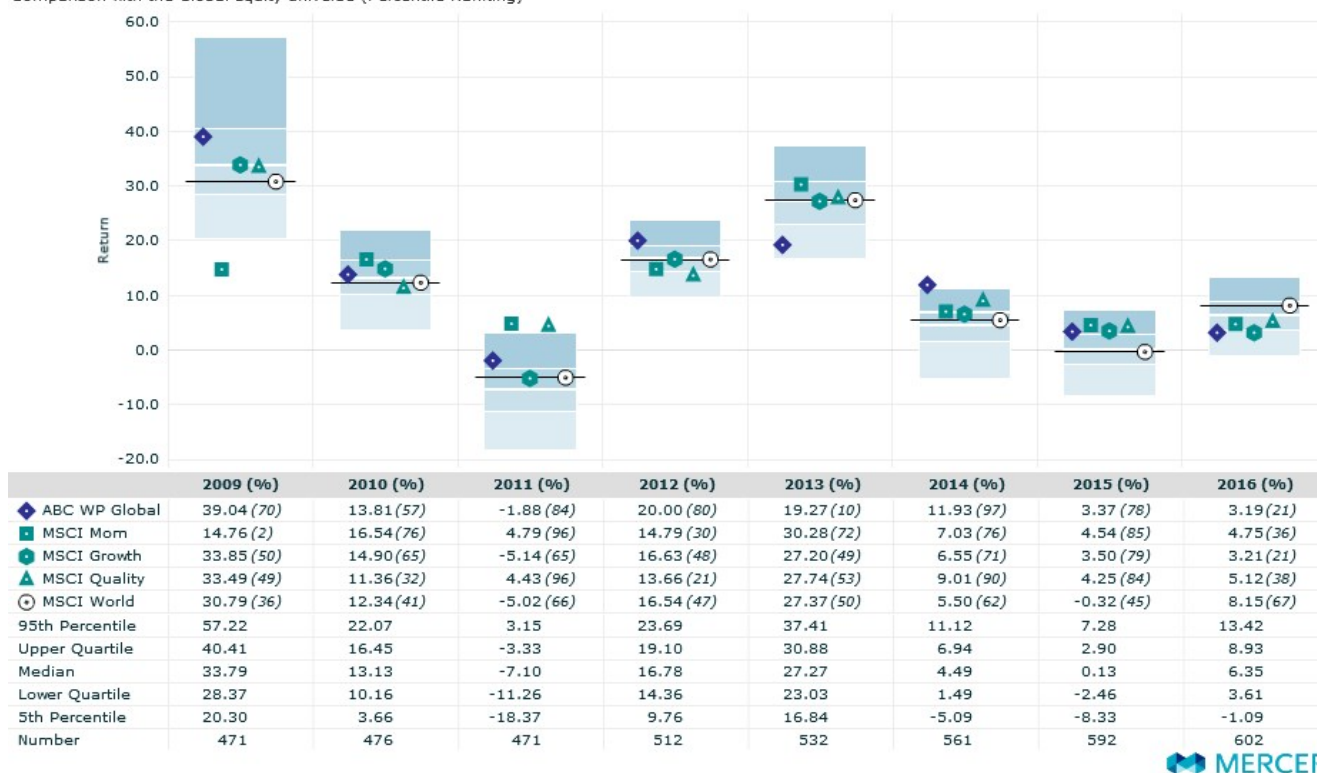 Comparison with the Global Equity Universe (Percentile Ranking)
60.0
50.0
40.0
30.0
20.0
10.0
0.0
-10.0
-20.0
Return
2009 (%) 2010 (%) 2011 (%) 2012 (%) 2013 (%) 2014 (%) 2015 (%) 2016 (%)
ABC WP Global 39.04 (70) 13.81 (57) -1.88 (84) 20.00 (80) 19.27 (10) 11.93 (97) 3.37 (78) 3.19 (21)
MSCI Mom 14.76 (2) 16.54 (76) 4.79 (96) 14.79 (30) 30.28 (72) 7.03 (76) 4.54 (85) 4.75 (36)
MSCI Growth 33.85 (50) 14.90 (65) -5.14 (65) 16.63 (48) 27.20 (49) 6.55 (71) 3.50 (79) 3.21 (21)
MSCI Quality 33.49 (49) 11.36 (32) 4.43 (96) 13.66 (21) 27.74 (53) 9.01 (90) 4.25 (84) 5.12 (38)
MSCI World 30.79 (36) 12.34 (41) -5.02 (66) 16.54 (47) 27.37 (50) 5.50 (62) -0.32 (45) 8.15 (67)
95th Percentile 57.22 22.07 3.15 23.69 37.41 11.12 7.28 13.42
Upper Quartile 40.41 16.45 -3.33 19.10 30.88 6.94 2.90 8.93
Median 33.79 13.13 -7.10 16.78 27.27 4.49 0.13 6.35
Lower Quartile 28.37 10.16 -11.26 14.36 23.03 1.49 -2.46 3.61
5th Percentile 20.30 3.66 -18.37 9.76 16.84 -5.09 -8.33 -1.09
Number 471 476 471 512 532 561 592 602
MERCER